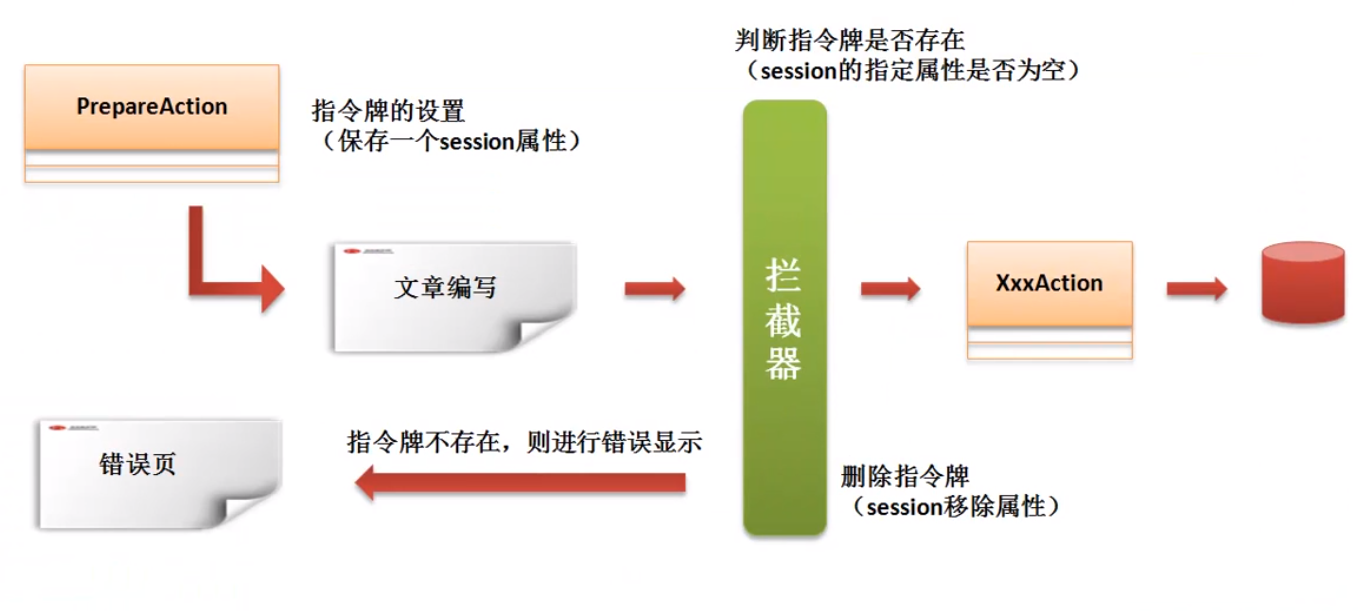 判断指令牌是否存在
（session的指定属性是否为空）
PrepareAction
指令牌的设置
（保存一个session属性）
文章编写
拦截器
XxxAction
指令牌不存在，则进行错误显示
错误页
删除指令牌
（session移除属性）